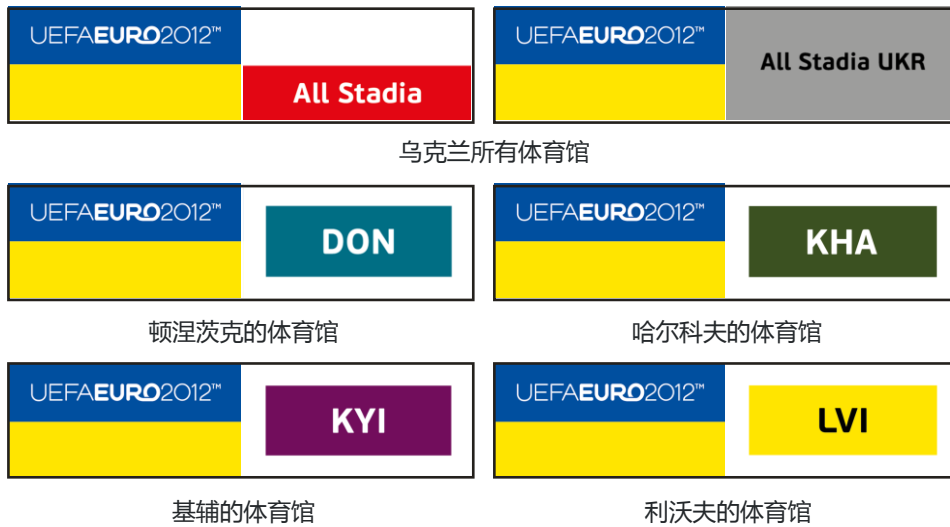 UEFAEURO2012™
All Stadia
UEFAEURO2012™
All Stadia UKR
乌克兰所有体育馆
UEFAEURO2012™
DON
UEFAEURO2012™
KHA
顿涅茨克的体育馆
哈尔科夫的体育馆
UEFAEURO2012™
KYI
UEFAEURO2012™
LVI
基辅的体育馆
利沃夫的体育馆